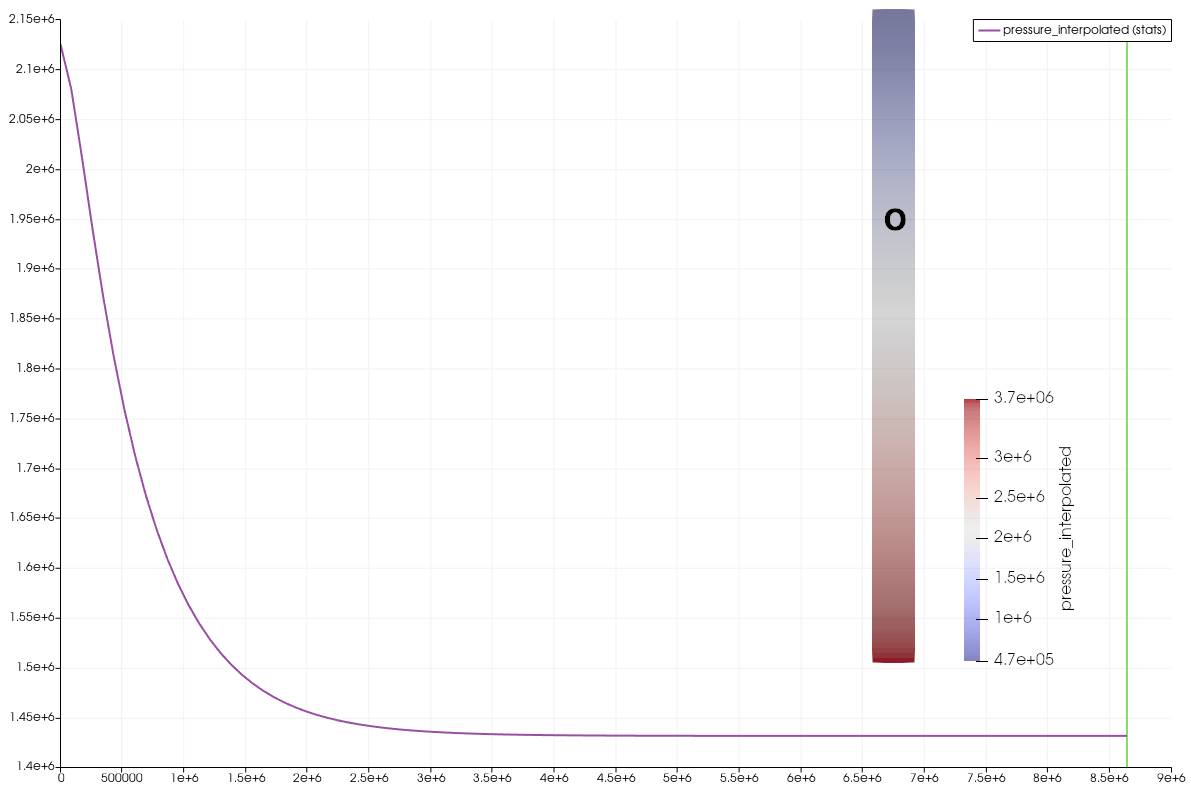 2.15e+6
pressure_interpolated (stats)
2.1e+6
2.05e+6
2e+6
1.95e+6
O
1.9e+6
1.85e+6
1.8e+6
1.75e+6
1.7e+6
1.65e+6
1.6e+6
1.55e+6
1.5e+6
1.45e+6
1.4e+6
3.7e+06
3e+6
2.5e+6
2e+6
1.5e+6
1e+6
4.7e+05
pressure_interpolated
0 500000 1e+6 1.5e+6 2e+6 2.5e+6 3e+6 3.5e+6 4e+6 4.5e+6 5e+6 5.5e+6 6e+6 6.5e+6 7e+6 7.5e+6 8e+6 8.5e+6 9e+6